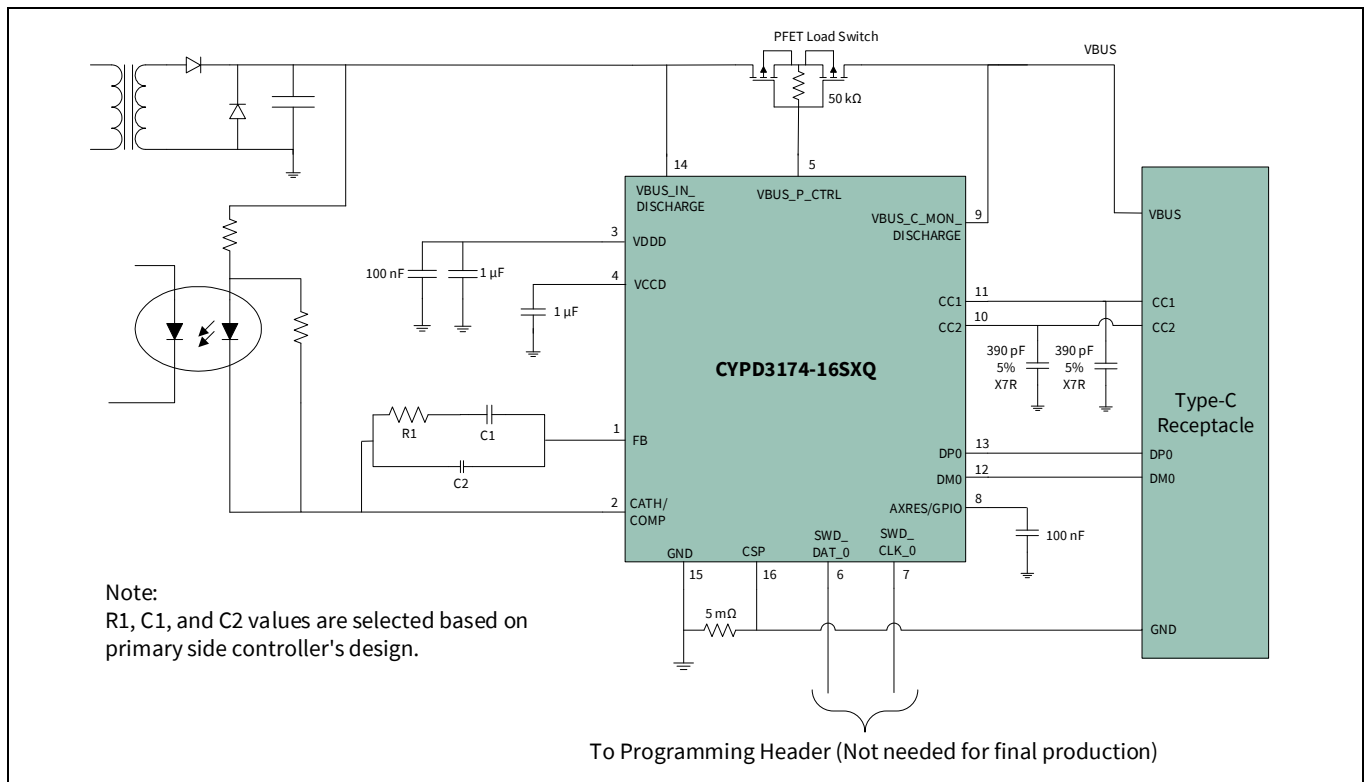 PFET Load Switch
VBUS
50 kΩ
14
5
VBUS_IN_
DISCHARGE
VBUS_P_CTRL
VBUS_C_MON_
DISCHARGE
9
VBUS
3
VDDD
100 nF
1 µF
4
VCCD
1 µF
11
CC1
CC1
10
CC2
CC2
390 pF
5%
X7R
390 pF
5%
X7R
CYPD3174-16SXQ
Type-C
Receptacle
R1
C1
C2
1
FB
13
DP0
DP0
12
DM0
DM0
8
AXRES/GPIO
100 nF
2
CATH/
COMP
GND
CSP
SWD_
DAT_0
SWD_
CLK_0
15
16
6
7
5 mΩ
GND
Note:
R1, C1, and C2 values are selected based on
primary side controller's design.
To Programming Header (Not needed for final production)